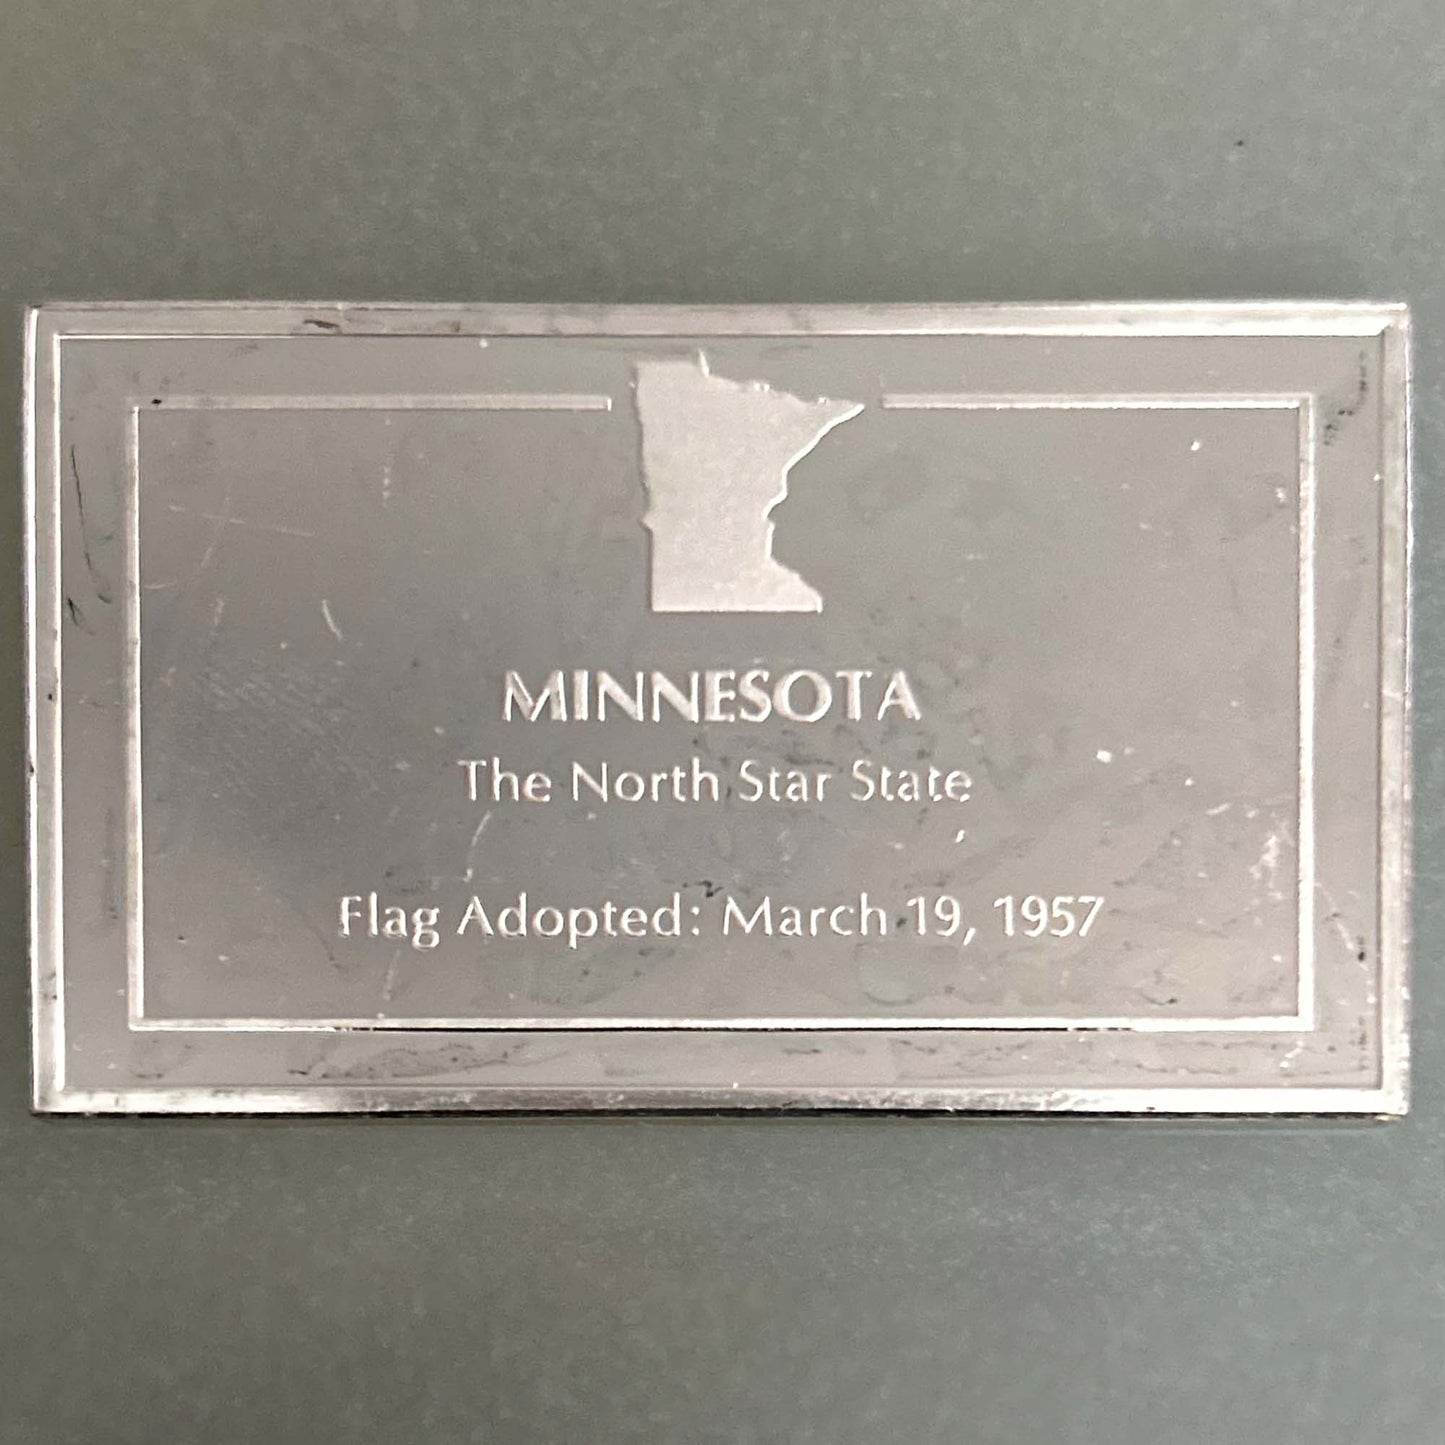 MINNESOTA
The North Star State
Flag Adopted: March 19, 1957